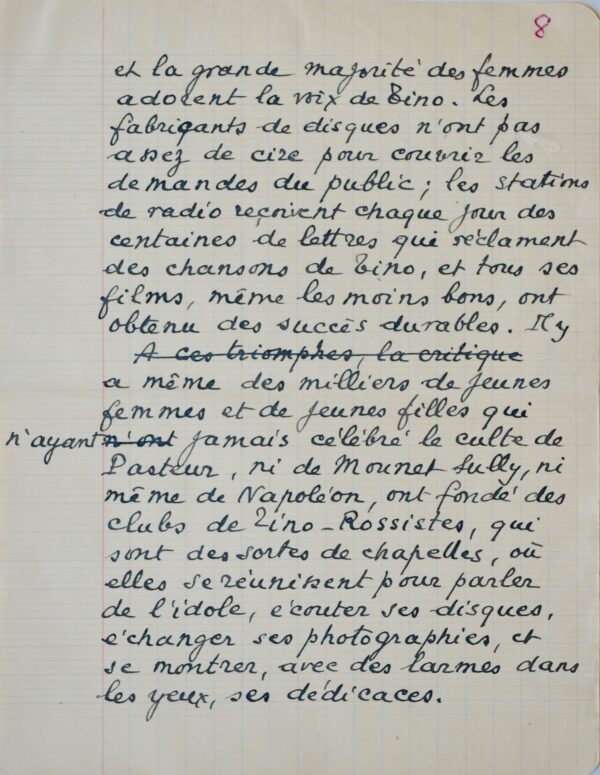 8
et la grande majorité des femmes
adorent la voix de Tino. Les
fabricants de disques n'ont pas
assez de cire pour couvrir les
demandes du public ; les stations
de radio reçoivent chaque jour des
centaines de lettres qui réclament
des chansons de Tino, et tous ses
films, même les moins bons, ont
obtenu des succès durables. Il y
A ces triomphes, la critique
a même des milliers de jeunes
femmes et de jeunes filles qui
n'ayant n'ont jamais célébré le culte de
Pasteur, ni de Mounet Sully, ni
même de Napoléon, ont fondé des
clubs de Tino-Rossistes, qui
sont des sortes de chapelles, où
elles se réunissent pour parler
de l'idole, écouter ses disques,
échanger ses photographies, et
se montrer, avec des larmes dans
les yeux, ses dédicaces.